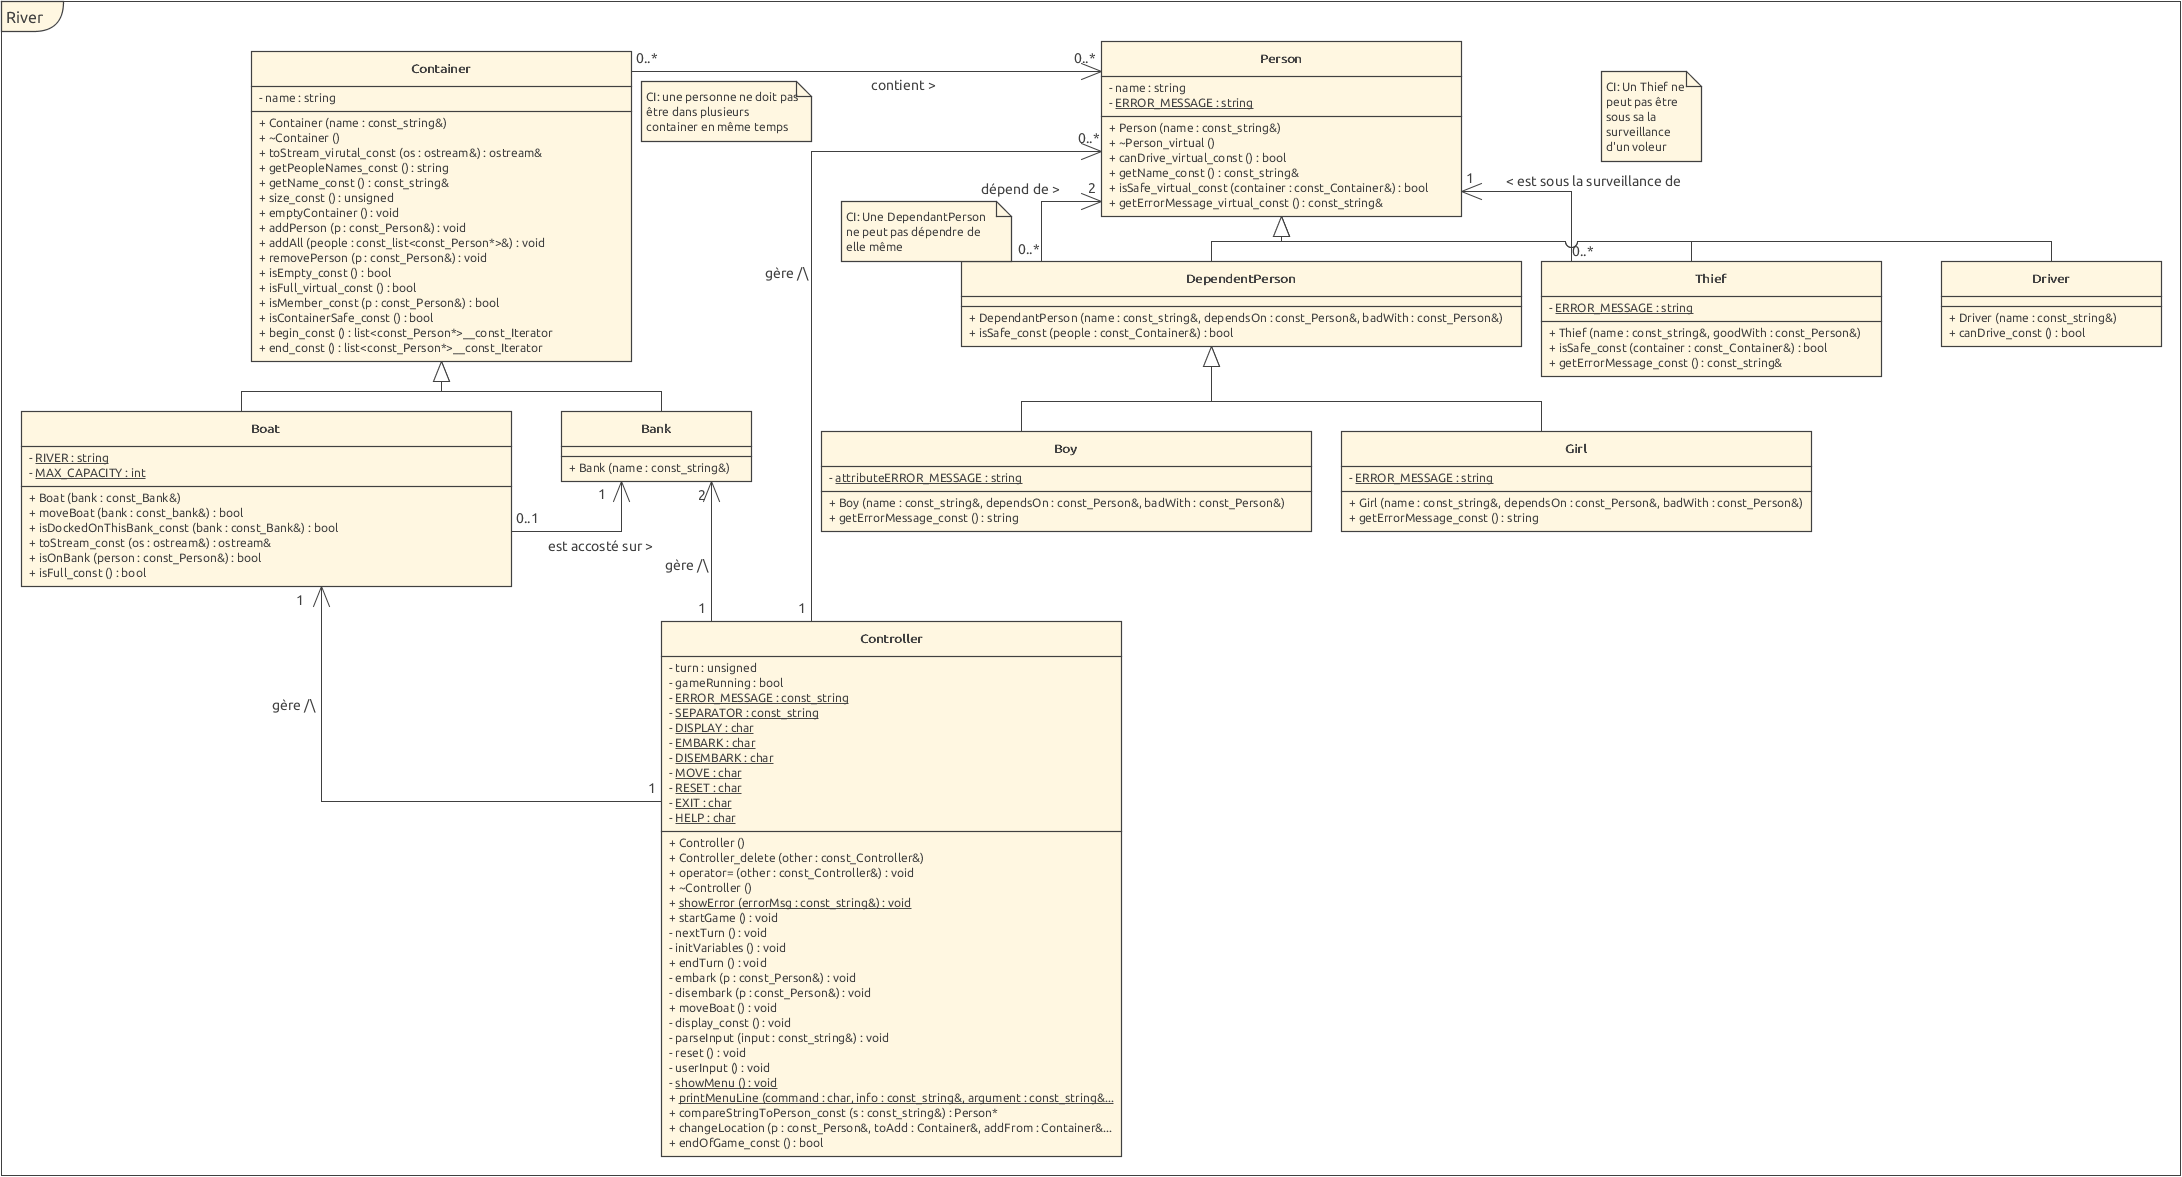 River
Container
- name : string
+ Container (name : const_string&)
+ ~Container ()
+ toStream_virutal_const (os : ostream&) : ostream&
+ getPeopleNames_const () : string
+ getName_const () : const_string&
+ size_const () : unsigned
+ emptyContainer () : void
+ addPerson (p : const_Person&) : void
+ addAll (people : const_list<const_Person*>&) : void
+ removePerson (p : const_Person&) : void
+ isEmpty_const () : bool
+ isFull_virtual_const () : bool
+ isMember_const (p : const_Person&) : bool
+ isContainerSafe_const () : bool
+ begin_const () : list<const_Person*>__const_Iterator
+ end_const () : list<const_Person*>__const_Iterator
0..*
0..*
contient >
CI: une personne ne doit pas
être dans plusieurs
container en même temps
Person
- name : string
- ERROR_MESSAGE : string
+ Person (name : const_string&)
+ ~Person_virtual ()
+ canDrive_virtual_const () : bool
+ getName_const () : const_string&
+ isSafe_virtual_const (container : const_Container&) : bool
+ getErrorMessage_virtual_const () : const_string&
CI: Un Thief ne
peut pas être
sous sa la
surveillance
d'un voleur
0..*
dépend de >
2
1
< est sous la surveillance de
CI: Une DependantPerson
ne peut pas dépendre de
elle même
0..*
0..*
gère /\
DependentPerson
+ DependantPerson (name : const_string&, dependsOn : const_Person&, badWith : const_Person&)
+ isSafe_const (people : const_Container&) : bool
Thief
- ERROR_MESSAGE : string
+ Thief (name : const_string&, goodWith : const_Person&)
+ isSafe_const (container : const_Container&) : bool
+ getErrorMessage_const () : const_string&
Driver
+ Driver (name : const_string&)
+ canDrive_const () : bool
Boat
- RIVER : string
- MAX_CAPACITY : int
+ Boat (bank : const_Bank&)
+ moveBoat (bank : const_bank&) : bool
+ isDockedOnThisBank_const (bank : const_Bank&) : bool
+ toStream_const (os : ostream&) : ostream&
+ isOnBank (person : const_Person&) : bool
+ isFull_const () : bool
Bank
+ Bank (name : const_string&)
1
2
0..1
est accosté sur >
Boy
- attributeERROR_MESSAGE : string
+ Boy (name : const_string&, dependsOn : const_Person&, badWith : const_Person&)
+ getErrorMessage_const () : string
Girl
- ERROR_MESSAGE : string
+ Girl (name : const_string&, dependsOn : const_Person&, badWith : const_Person&)
+ getErrorMessage_const () : string
gère /\
1
1
1
gère /\
1
Controller
- turn : unsigned
- gameRunning : bool
- ERROR_MESSAGE : const_string
- SEPARATOR : const_string
- DISPLAY : char
- EMBARK : char
- DISEMBARK : char
- MOVE : char
- RESET : char
- EXIT : char
- HELP : char
+ Controller ()
+ Controller_delete (other : const_Controller&)
+ operator= (other : const_Controller&) : void
+ ~Controller ()
+ showError (errorMsg : const_string&) : void
+ startGame () : void
- nextTurn () : void
- initVariables () : void
+ endTurn () : void
- embark (p : const_Person&) : void
- disembark (p : const_Person&) : void
+ moveBoat () : void
- display_const () : void
- parseInput (input : const_string&) : void
- reset () : void
- userInput () : void
- showMenu () : void
+ printMenuLine (command : char, info : const_string&, argument : const_string&...
+ compareStringToPerson_const (s : const_string&) : Person*
+ changeLocation (p : const_Person&, toAdd : Container&, addFrom : Container&...
+ endOfGame_const () : bool